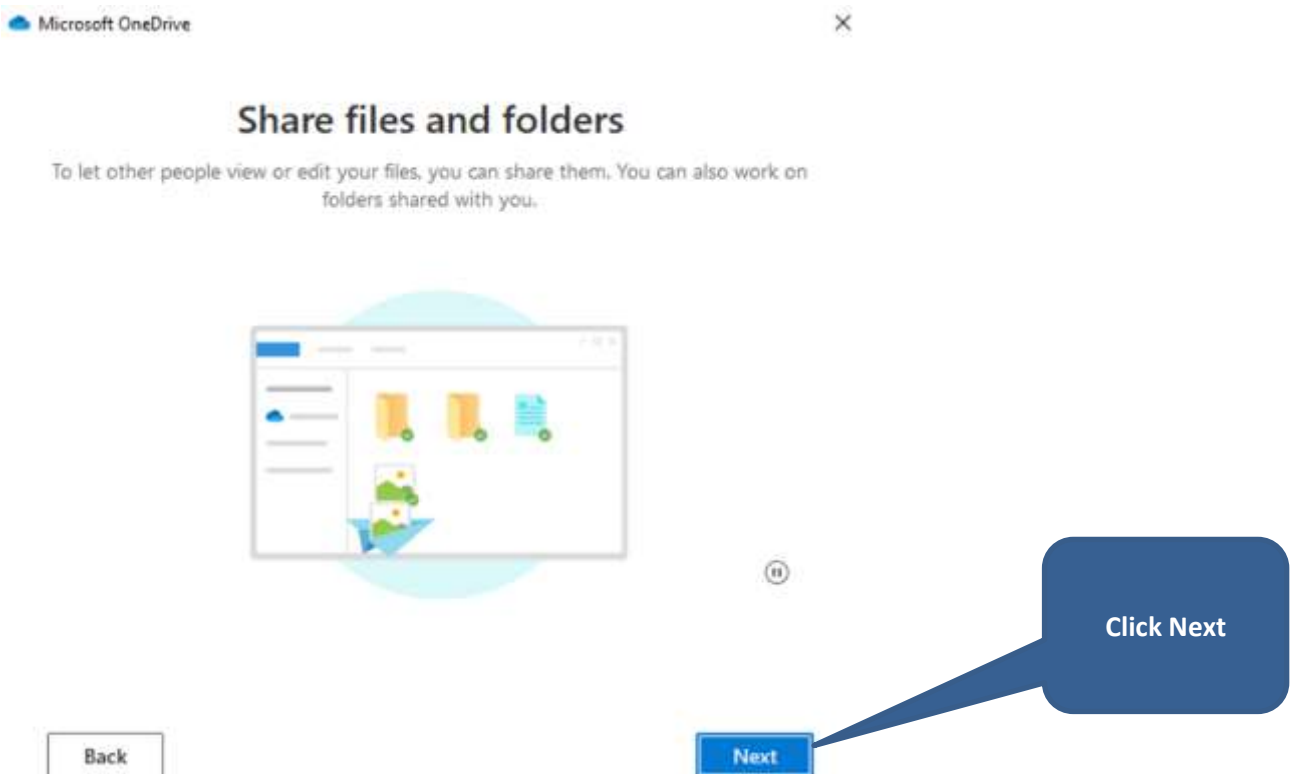 Microsoft OneDrive
Share files and folders
To let other people view or edit your files, you can share them. You can also work on
folders shared with you.
Click Next
Back
Next